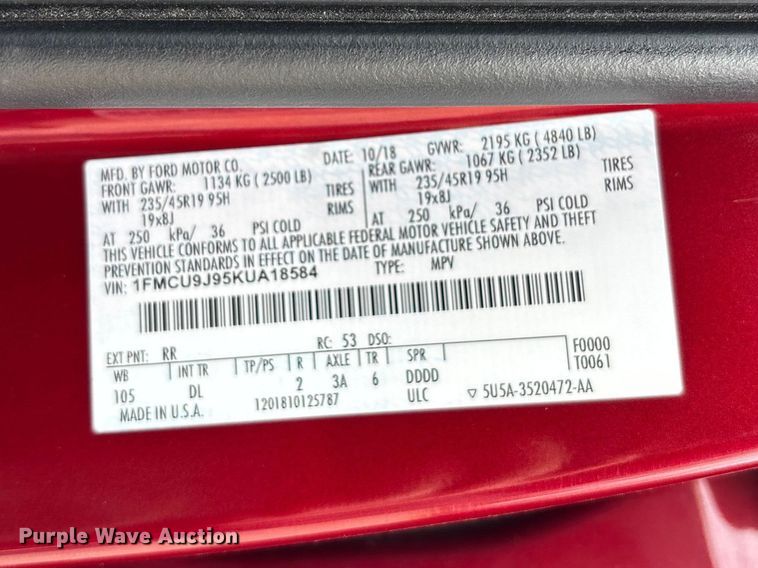 MFD. BY FORD MOTOR CO. DATE: 10/18 GVWR: 2195 KG ( 4840 LB)
FRONT GAWR: 1134 KG ( 2500 LB) REAR GAWR: 1067 KG ( 2352 LB)
WITH 235/45R19 95H TIRES WITH 235/45R19 95H TIRES
19x8J RIMS 19x8J RIMS
AT 250 kPa/ 36 PSI COLD AT 250 kPa/ 36 PSI COLD
THIS VEHICLE CONFORMS TO ALL APPLICABLE FEDERAL MOTOR VEHICLE SAFETY AND THEFT
PREVENTION STANDARDS IN EFFECT ON THE DATE OF MANUFACTURE SHOWN ABOVE.
VIN: 1FMCU9J95KUA18584 TYPE: MPV
EXT PNT: RR RC: 53 DSO: F0000
WB INT TR TP/PS R AXLE TR SPR T0061
105 DL 2 3A 6 DDDD
MADE IN U.S.A. 1201810125787 ULC ▽ 5U5A-3520472-AA
Purple Wave Auction